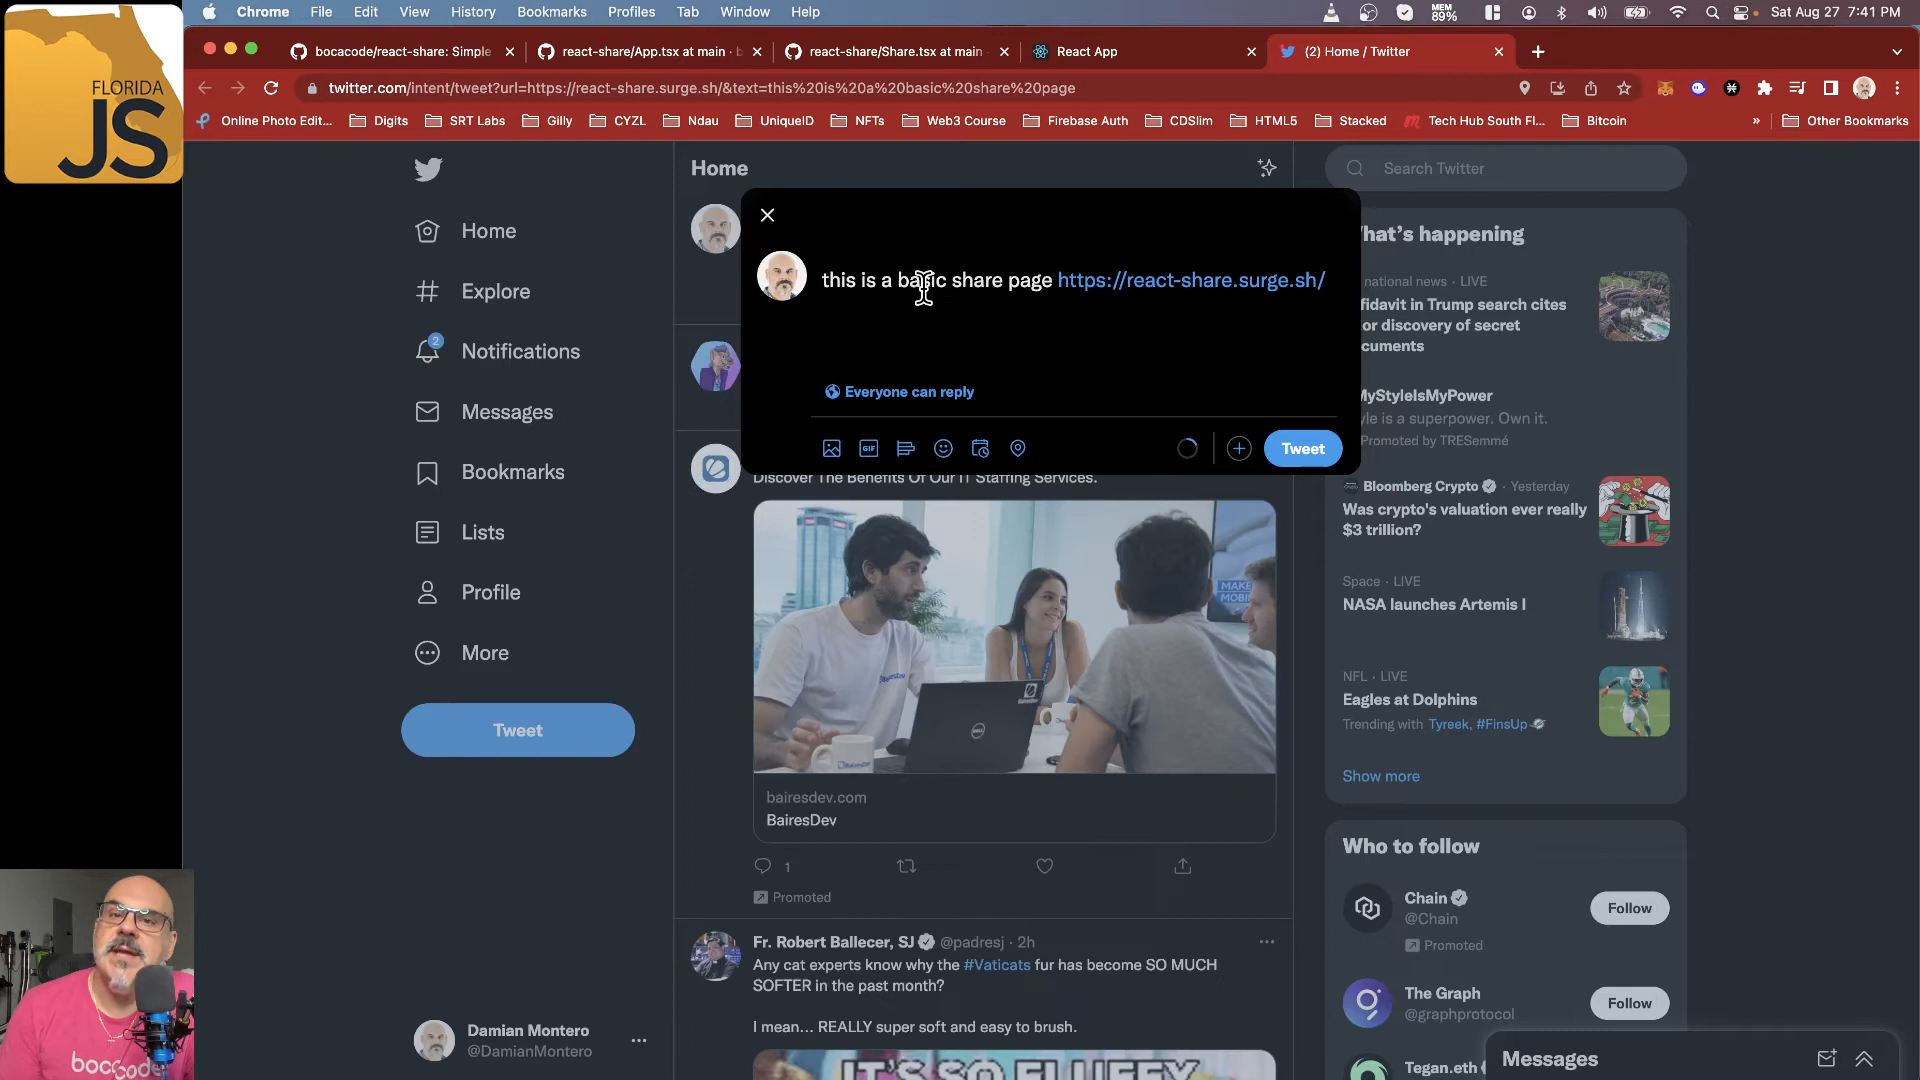 FLORIDA
JS
Chrome File Edit View History Bookmarks Profiles Tab Window Help
MEM
89%
Sat Aug 27 7:41 PM
bocacode/react-share: Simple
react-share/App.tsx at main · b
react-share/Share.tsx at main
React App
(2) Home / Twitter
twitter.com/intent/tweet?url=https://react-share.surge.sh/&text=this%20is%20a%20basic%20share%20page
Online Photo Edit... Digits SRT Labs Gilly CYZL Ndau UniqueID NFTs Web3 Course Firebase Auth CDSlim HTML5 Stacked Tech Hub South Fl... Bitcoin » Other Bookmarks
Home
Explore
2
Notifications
Messages
Bookmarks
Lists
Profile
More
Tweet
Damian Montero
@DamianMontero
Home
this is a basic share page https://react-share.surge.sh/
Everyone can reply
GIF
Tweet
Discover The Benefits Of Our IT Staffing Services.
MAKE
bairesdev.com
BairesDev
1
Promoted
Fr. Robert Ballecer, SJ @padresj · 2h
Any cat experts know why the #Vaticats fur has become SO MUCH
SOFTER in the past month?
I mean... REALLY super soft and easy to brush.
IT'S SO FLUFFY
Search Twitter
hat's happening
national news · LIVE
fidavit in Trump search cites
or discovery of secret
cuments
MyStyleIsMyPower
yle is a superpower. Own it.
Promoted by TRESemmé
Bloomberg Crypto · Yesterday
Was crypto's valuation ever really
$3 trillion?
Space · LIVE
NASA launches Artemis I
NFL · LIVE
Eagles at Dolphins
Trending with Tyreek, #FinsUp
Show more
Who to follow
Chain
@Chain
Promoted
Follow
The Graph
@graphprotocol
Follow
Tegan.eth
Messages
bocacode